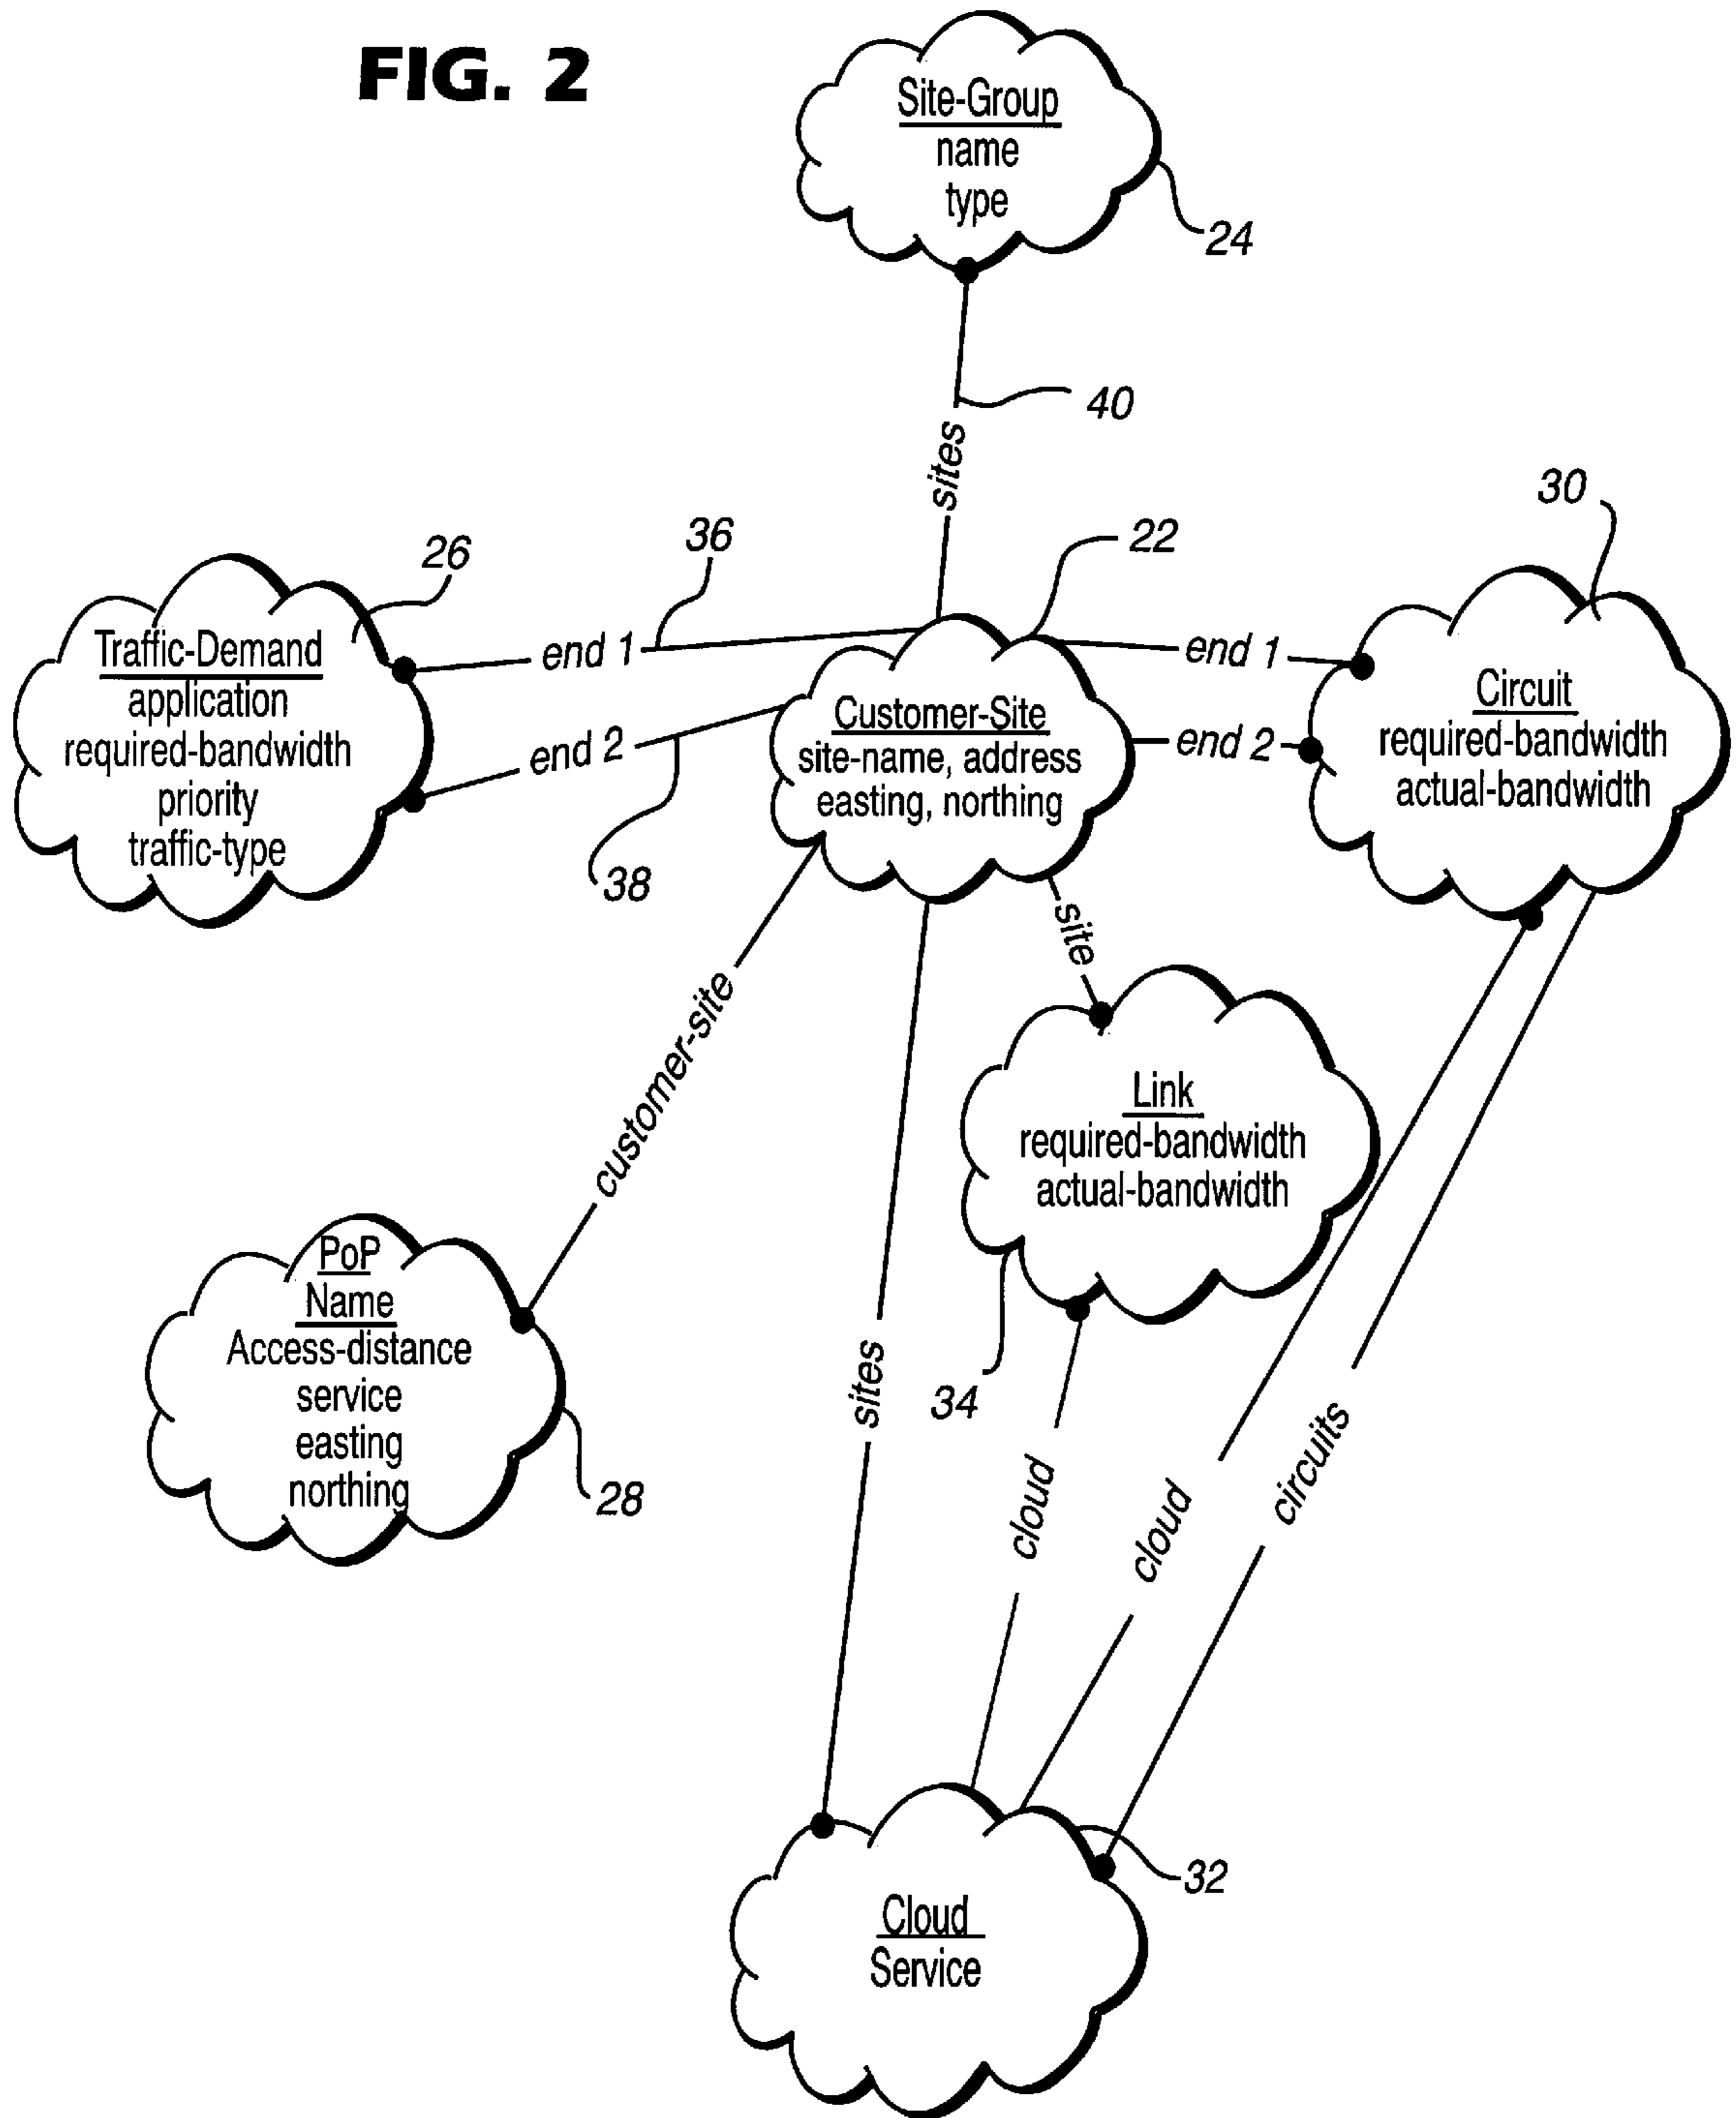 FIG. 2
Site-Group
name
type
24
40
sites
30
36
22
26
Traffic-Demand
application
required-bandwidth
priority
traffic-type
end 1
end 2
38
Customer-Site
site-name, address
easting, northing
end 1
end 2
Circuit
required-bandwidth
actual-bandwidth
site
customer-site
Link
required-bandwidth
actual-bandwidth
34
PoP
Name
Access-distance
service
easting
northing
28
sites
cloud
cloud
circuits
32
Cloud
Service